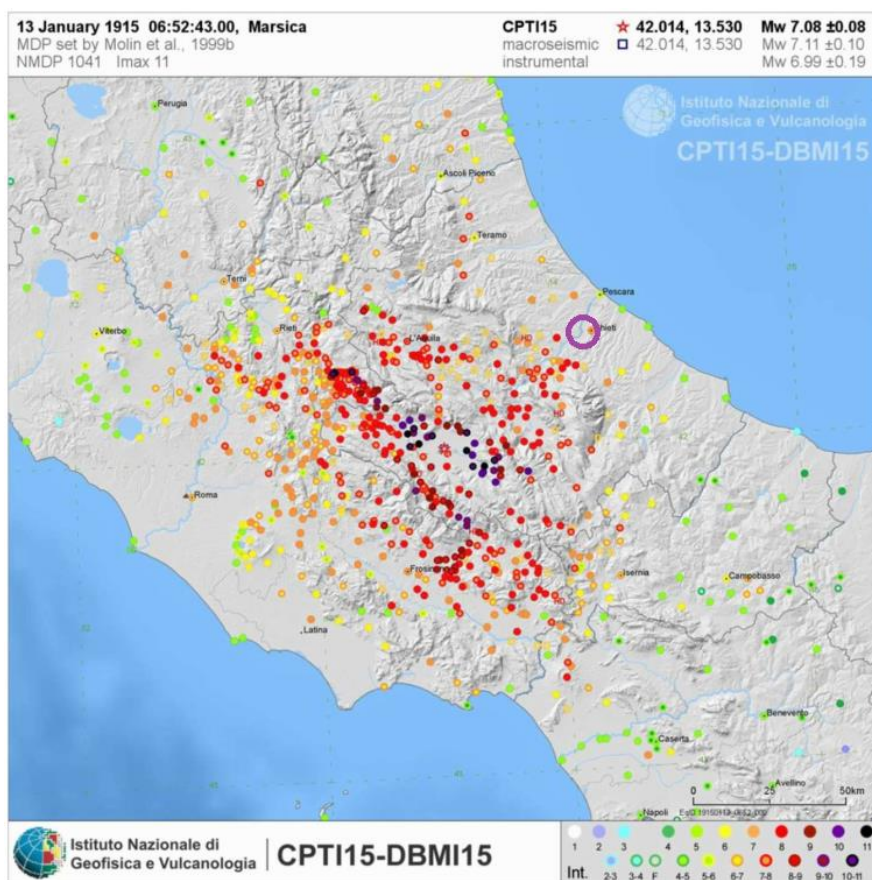 13 January 1915 06:52:43.00, Marsica
MDP set by Molin et al., 1999b
NMDP 1041 Imax 11
CPTI15 42.014, 13.530 Mw 7.08 ±0.08
macroseismic 42.014, 13.530 Mw 7.11 ±0.10
instrumental Mw 6.99 ±0.19
Istituto Nazionale di
Geofisica e Vulcanologia
CPTI15-DBMI15
Perugia
Ascoli Piceno
Teramo
Terni
Pescara
Viterbo
Rieti
L'Aquila
hieti
Roma
Frosinone
Isernia
Campobasso
Latina
Benevento
Caserta
Avellino
Napoli
0 25 50km
Istituto Nazionale di
Geofisica e Vulcanologia
CPTI15-DBMI15
Int.
1 2 3 4 5 6 7 8 9 10 11
2-3 3-4 F 4-5 5-6 6-7 7-8 8-9 9-10 10-11